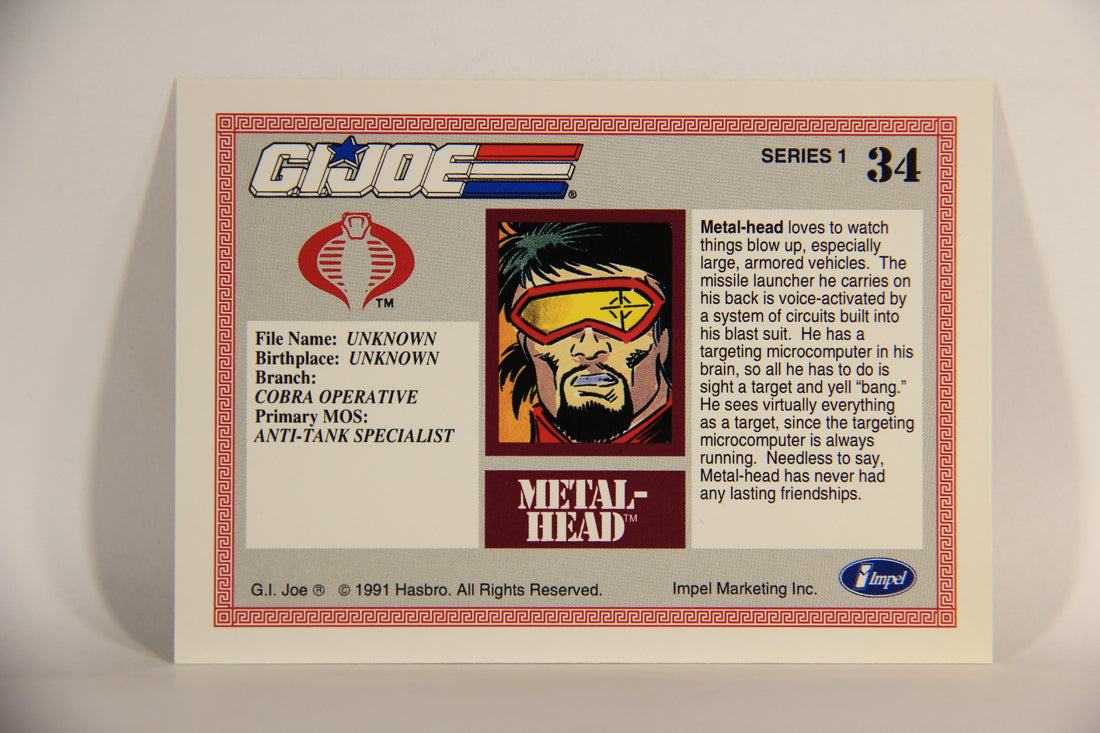 G.I. JOE ®
SERIES 1 34
TM
File Name: UNKNOWN
Birthplace: UNKNOWN
Branch:
COBRA OPERATIVE
Primary MOS:
ANTI-TANK SPECIALIST
METAL-
HEAD™
Metal-head loves to watch
things blow up, especially
large, armored vehicles. The
missile launcher he carries on
his back is voice-activated by
a system of circuits built into
his blast suit. He has a
targeting microcomputer in his
brain, so all he has to do is
sight a target and yell “bang.”
He sees virtually everything
as a target, since the targeting
microcomputer is always
running. Needless to say,
Metal-head has never had
any lasting friendships.
G.I. Joe ® © 1991 Hasbro. All Rights Reserved.
Impel Marketing Inc.
Impel